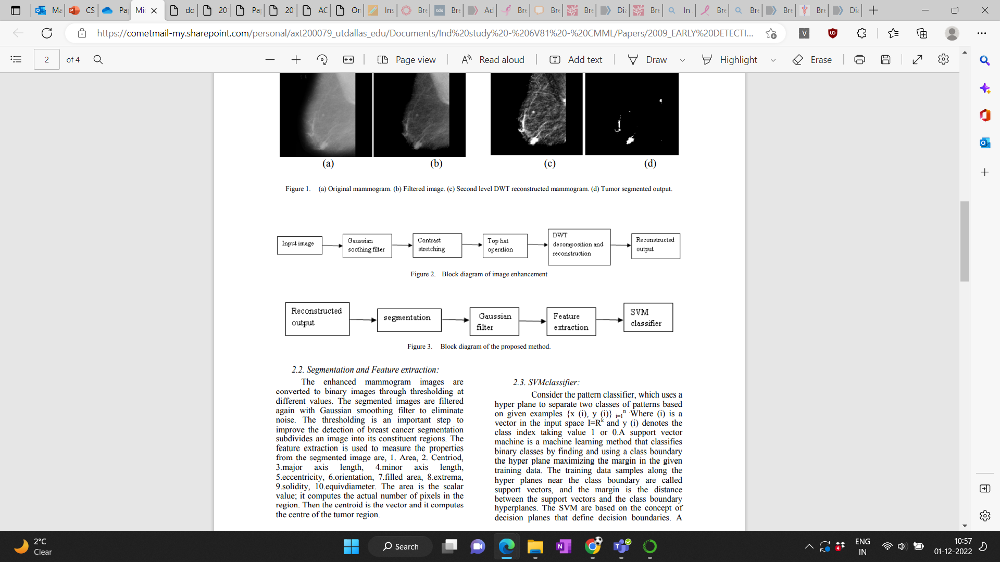 Ma
CS
Pa
Mi
do
20
Pa
20
AC
On
Ins
Bre
tds
Bre
Ad
Bre
Bre
Bre
Dia
Bre
In
Bre
Bre
Bre
Bre
Dia
https://cometmail-my.sharepoint.com/personal/axt200079_utdallas_edu/Documents/Ind%20study%20-%206V81%20-%20CMML/Papers/2009_EARLY%20DETECTI...
V
2 of 4
Page view
Read aloud
Add text
Draw
Highlight
Erase
(a) (b) (c) (d)
Figure 1. (a) Original mammogram. (b) Filtered image. (c) Second level DWT reconstructed mammogram. (d) Tumor segmented output.
Input image
Gaussian
soothing filter
Contrast
stretching
Top hat
operation
DWT
decomposition and
reconstruction
Reconstructed
output
Figure 2. Block diagram of image enhancement
Reconstructed
output
segmentation
Gaussian
filter
Feature
extraction
SVM
classifier
Figure 3. Block diagram of the proposed method.
2.2. Segmentation and Feature extraction:
The enhanced mammogram images are
converted to binary images through thresholding at
different values. The segmented images are filtered
again with Gaussian smoothing filter to eliminate
noise. The thresholding is an important step to
improve the detection of breast cancer segmentation
subdivides an image into its constituent regions. The
feature extraction is used to measure the properties
from the segmented image are, 1. Area, 2. Centriod,
3.major axis length, 4.minor axis length,
5.eccentricity, 6.orientation, 7.filled area, 8.extrema,
9.solidity, 10.equivdiameter. The area is the scalar
value; it computes the actual number of pixels in the
region. Then the centroid is the vector and it computes
the centre of the tumor region.
2.3. SVMclassifier:
Consider the pattern classifier, which uses a
hyper plane to separate two classes of patterns based
on given examples {x (i), y (i)} i=1 n .Where (i) is a
vector in the input space I=Rk and y (i) denotes the
class index taking value 1 or 0.A support vector
machine is a machine learning method that classifies
binary classes by finding and using a class boundary
the hyper plane maximizing the margin in the given
training data. The training data samples along the
hyper planes near the class boundary are called
support vectors, and the margin is the distance
between the support vectors and the class boundary
hyperplanes. The SVM are based on the concept of
decision planes that define decision boundaries. A
2°C
Clear
Search
4
ENG
IN
10:57
01-12-2022